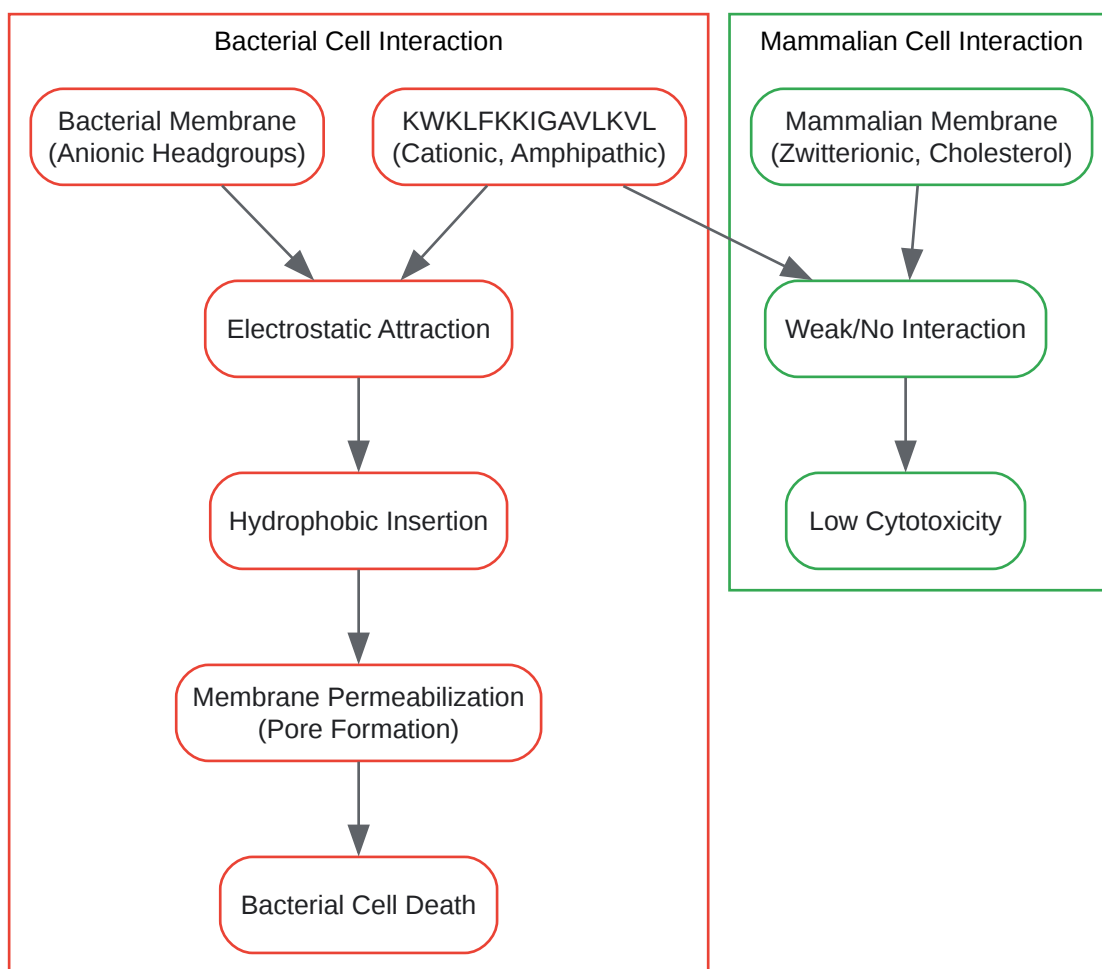 Bacterial Cell Interaction
Mammalian Cell Interaction
Bacterial Membrane
(Anionic Headgroups)
KWKLFKKIGAVLKVL
(Cationic, Amphipathic)
Mammalian Membrane
(Zwitterionic, Cholesterol)
Electrostatic Attraction
Weak/No Interaction
Hydrophobic Insertion
Low Cytotoxicity
Membrane Permeabilization
(Pore Formation)
Bacterial Cell Death